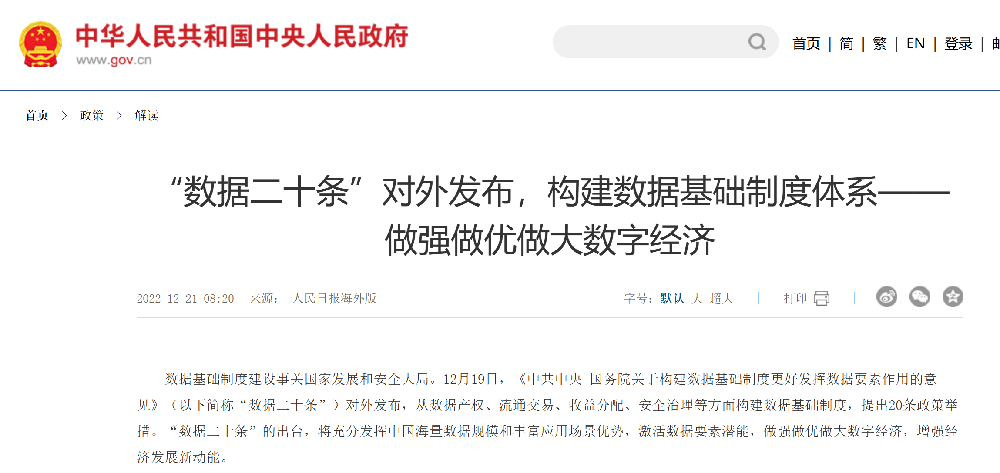 中华人民共和国中央人民政府
www.gov.cn
首页 | 简 | 繁 | EN | 登录 |
首页 > 政策 > 解读
“数据二十条”对外发布，构建数据基础制度体系——
做强做优做大数字经济
2022-12-21 08:20 来源： 人民日报海外版 字号：默认 大 超大 | 打印 |
数据基础制度建设事关国家发展和安全大局。12月19日，《中共中央 国务院关于构建数据基础制度更好发挥数据要素作用的意
见》（以下简称“数据二十条”）对外发布，从数据产权、流通交易、收益分配、安全治理等方面构建数据基础制度，提出20条政策举
措。“数据二十条”的出台，将充分发挥中国海量数据规模和丰富应用场景优势，激活数据要素潜能，做强做优做大数字经济，增强经
济发展新动能。